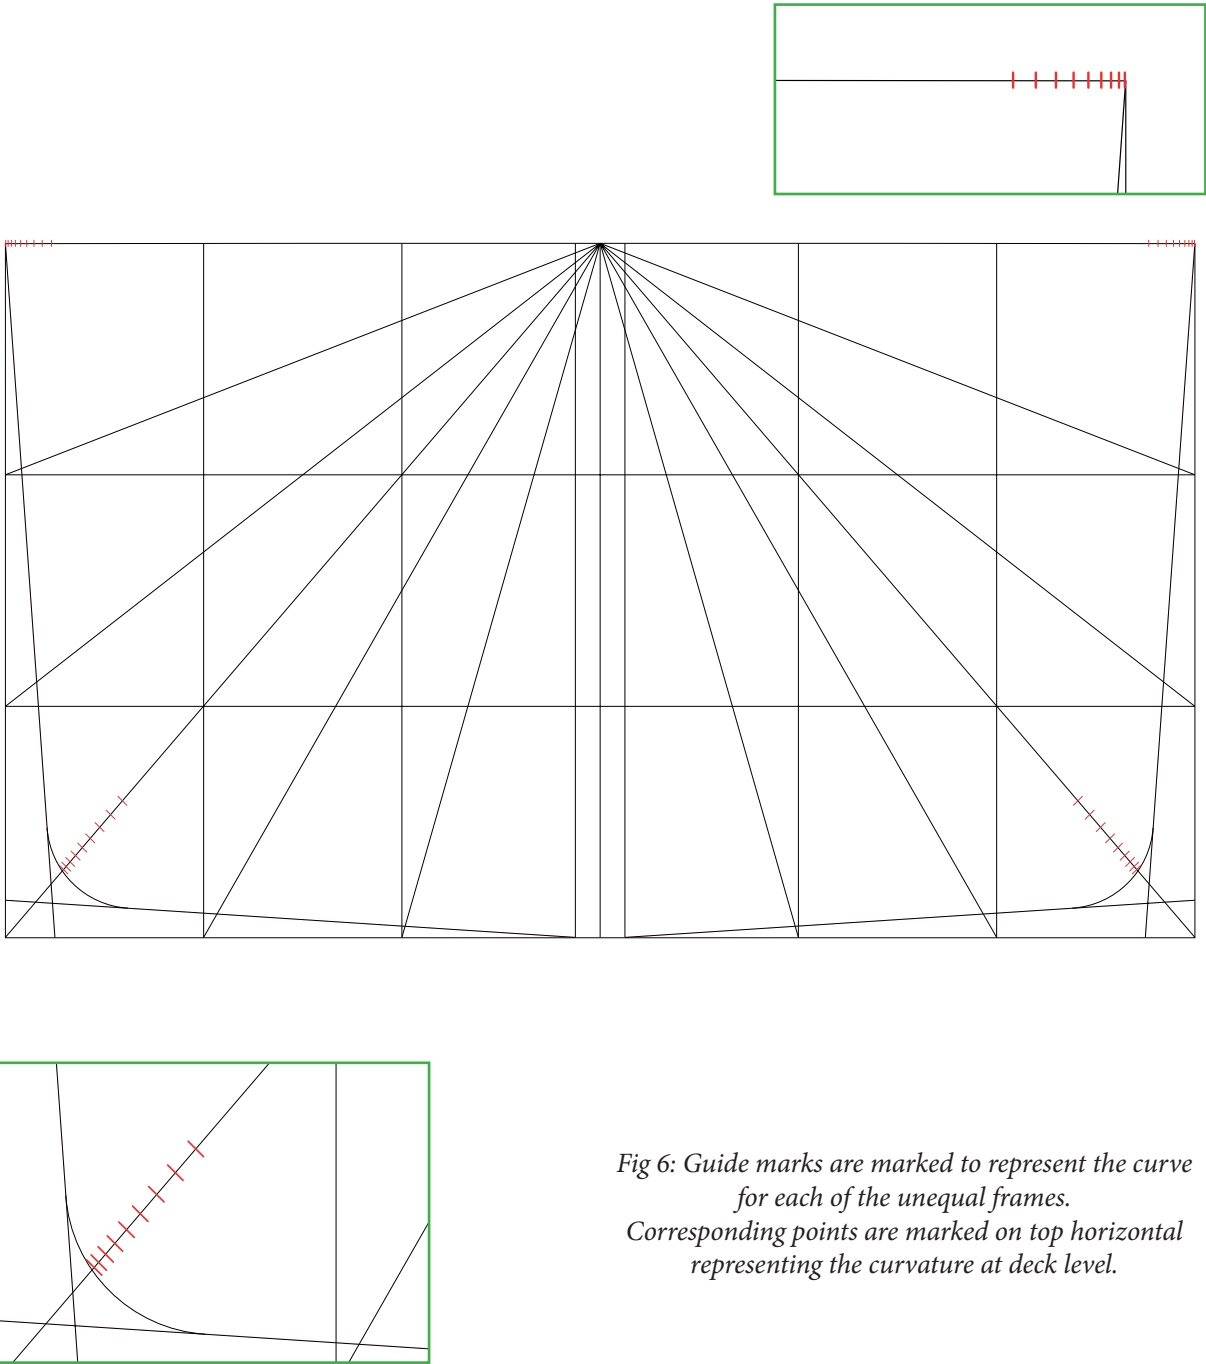 Fig 6: Guide marks are marked to represent the curve
for each of the unequal frames.
Corresponding points are marked on top horizontal
representing the curvature at deck level.